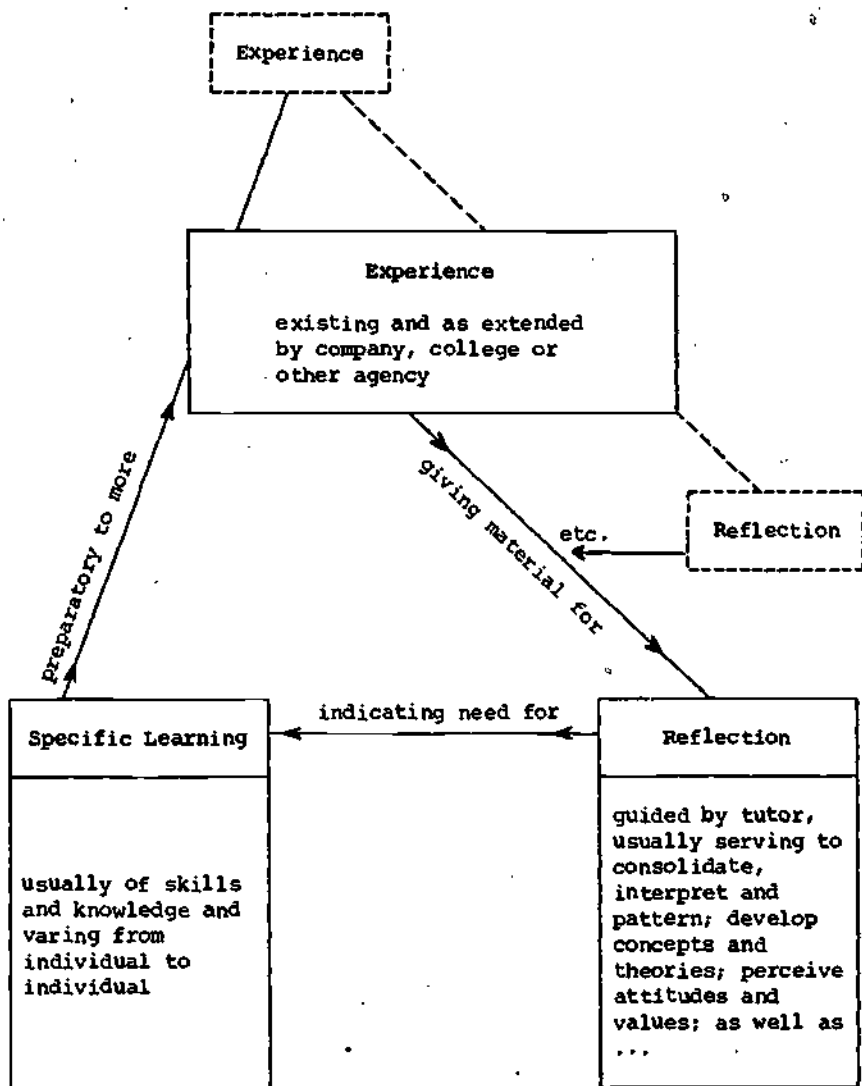 Experience
Experience
existing and as extended
by company, college or
other agency
giving material for
etc.
Reflection
preparatory to more
indicating need for
Specific Learning
usually of skills
and knowledge and
varing from
individual to
individual
Reflection
guided by tutor,
usually serving to
consolidate,
interpret and
pattern; develop
concepts and
theories; perceive
attitudes and
values; as well as
...